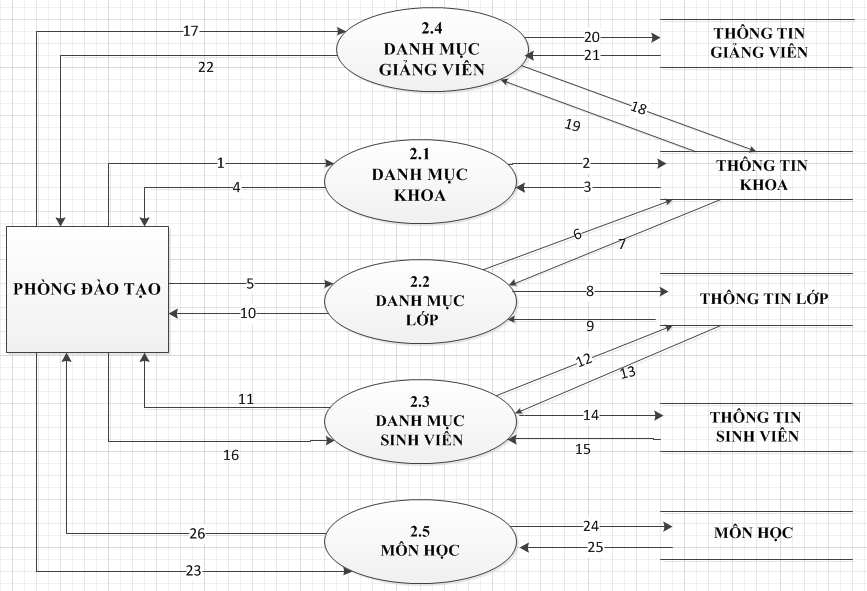 17
2.4
DANH MỤC
GIẢNG VIÊN
20
21
THÔNG TIN
GIẢNG VIÊN
22
18
19
1
4
2.1
DANH MỤC
KHOA
2
3
THÔNG TIN
KHOA
6
7
PHÒNG ĐÀO TẠO
5
10
2.2
DANH MỤC
LỚP
8
9
THÔNG TIN LỚP
12
13
11
16
2.3
DANH MỤC
SINH VIÊN
14
15
THÔNG TIN
SINH VIÊN
26
23
2.5
MÔN HỌC
24
25
MÔN HỌC